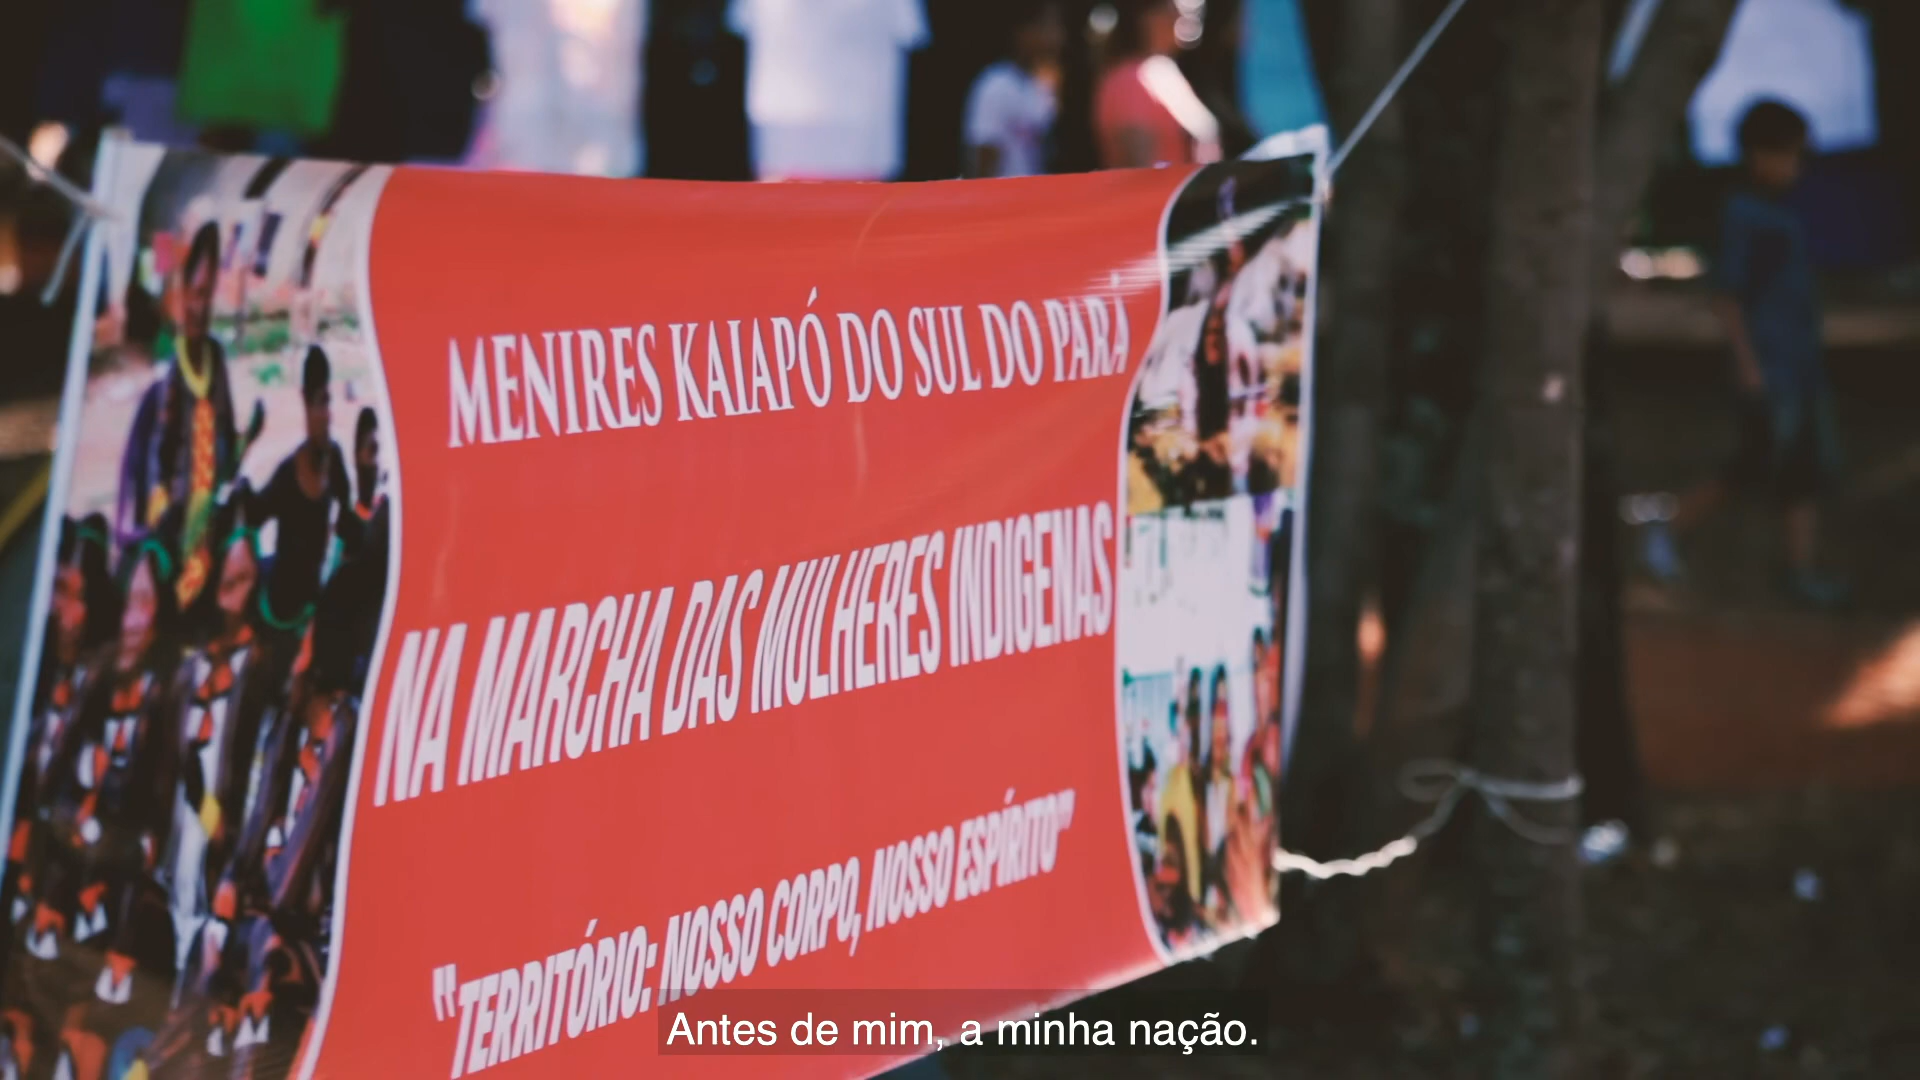 MENIRES KAIAPÓ DO SUL DO PARÁ
NA MARCHA DAS MULHERES INDIGENAS
"TERRITÓRIO: NOSSO CORPO, NOSSO ESPÍRITO"
Antes de mim, a minha nação.